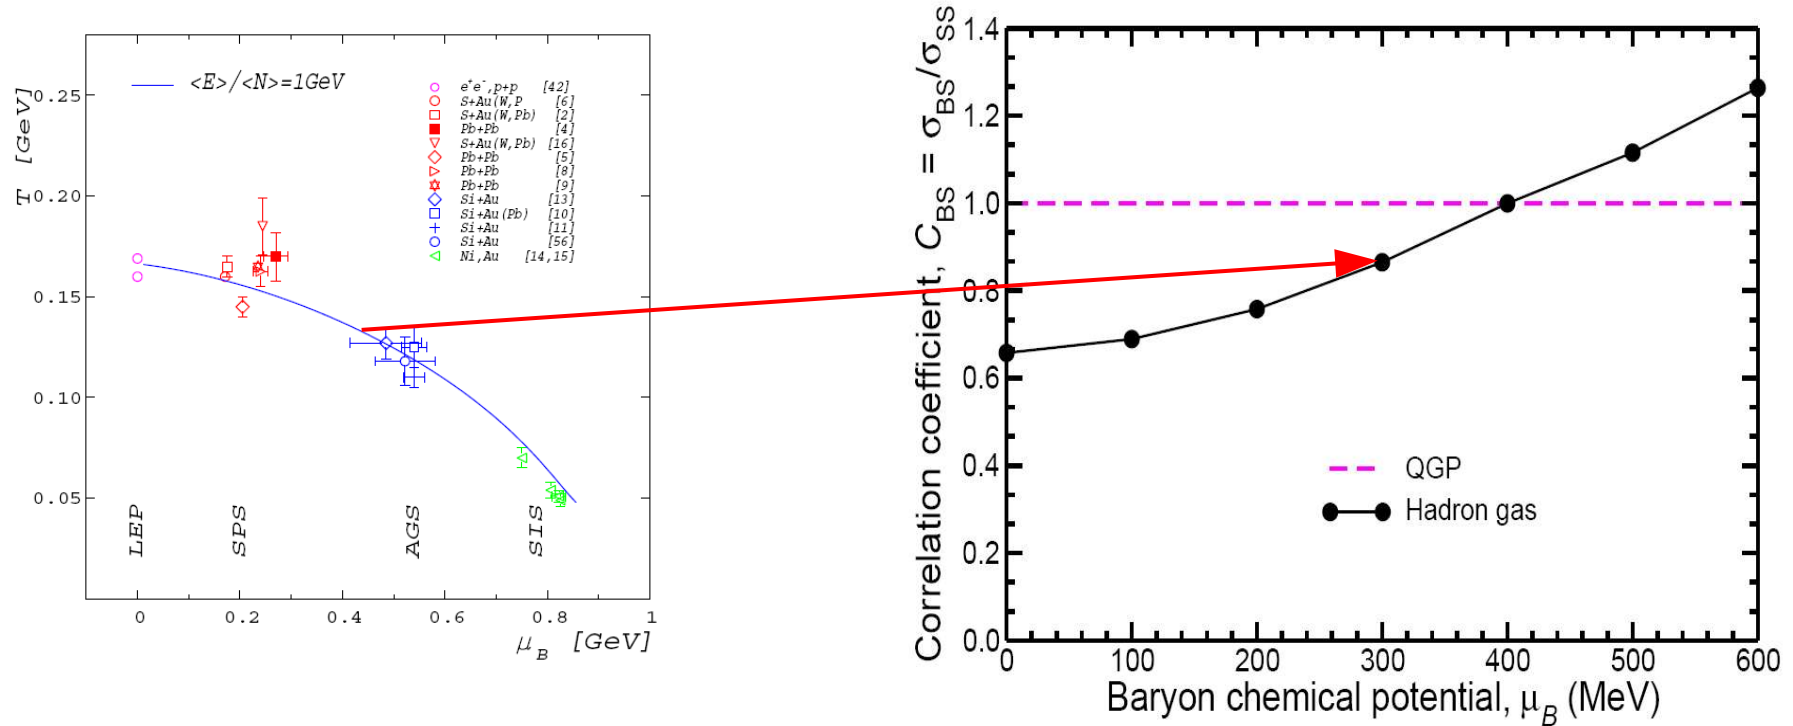 <E>/<N>=1GeV
e⁺e⁻,p+p [42]
S+Au(W,P [6]
S+Au(W,Pb) [2]
Pb+Pb [4]
S+Au(W,Pb) [16]
Pb+Pb [5]
Pb+Pb [8]
Pb+Pb [9]
Si+Au [13]
Si+Au(Pb) [10]
Si+Au [11]
Si+Au [56]
Ni,Au [14,15]
T [GeV]
0.25
0.20
0.15
0.10
0.05
LEP
SPS
AGS
SIS
0 0.2 0.4 0.6 0.8 1
μ_B [GeV]
Correlation coefficient, C_BS = σ_BS/σ_SS
1.4
1.2
1.0
0.8
0.6
0.4
0.2
0.0
QGP
Hadron gas
0 100 200 300 400 500 600
Baryon chemical potential, μ_B (MeV)